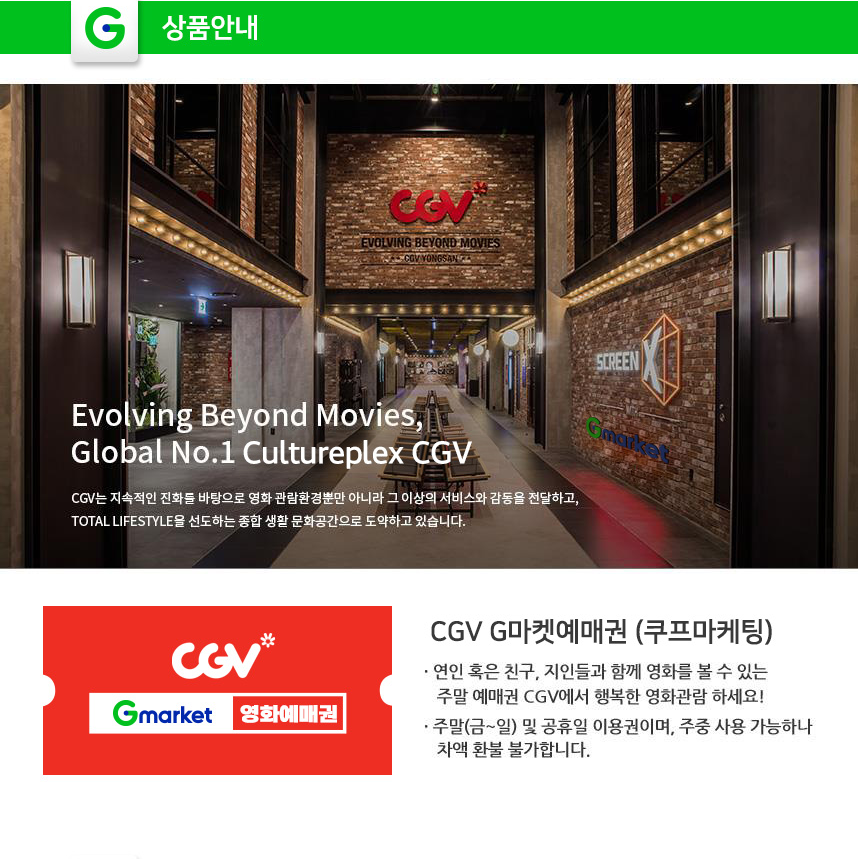 G 상품안내
CGV
EVOLVING BEYOND MOVIES
CGV YONGSAN
SCREEN X
Gmarket
Evolving Beyond Movies,
Global No.1 Cultureplex CGV
CGV는 지속적인 진화를 바탕으로 영화 관람환경뿐만 아니라 그 이상의 서비스와 감동을 전달하고,
TOTAL LIFESTYLE을 선도하는 종합 생활 문화공간으로 도약하고 있습니다.
CGV
Gmarket 영화예매권
CGV G마켓예매권 (쿠프마케팅)
· 연인 혹은 친구, 지인들과 함께 영화를 볼 수 있는
주말 예매권 CGV에서 행복한 영화관람 하세요!
· 주말(금~일) 및 공휴일 이용권이며, 주중 사용 가능하나
차액 환불 불가합니다.